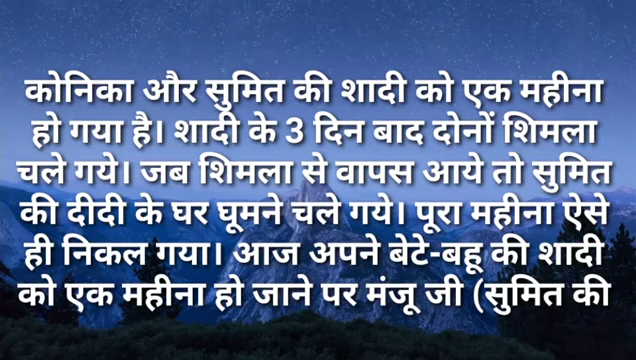 कोनिका और सुमित की शादी को एक महीना
हो गया है। शादी के 3 दिन बाद दोनों शिमला
चले गये। जब शिमला से वापस आये तो सुमित
की दीदी के घर घूमने चले गये। पूरा महीना ऐसे
ही निकल गया। आज अपने बेटे-बहू की शादी
को एक महीना हो जाने पर मंजू जी (सुमित की